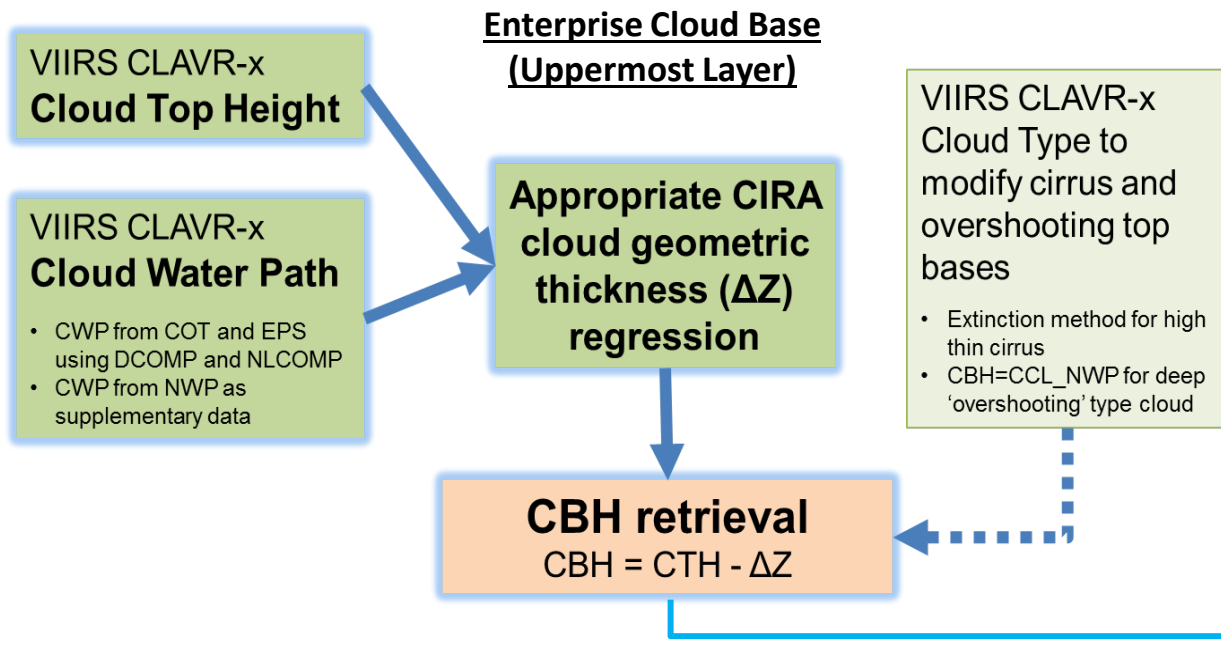 Enterprise Cloud Base
(Uppermost Layer)
VIIRS CLAVR-x
Cloud Top Height
VIIRS CLAVR-x
Cloud Water Path
• CWP from COT and EPS
using DCOMP and NLCOMP
• CWP from NWP as
supplementary data
Appropriate CIRA
cloud geometric
thickness (ΔZ)
regression
VIIRS CLAVR-x
Cloud Type to
modify cirrus and
overshooting top
bases
• Extinction method for high
thin cirrus
• CBH=CCL_NWP for deep
‘overshooting’ type cloud
CBH retrieval
CBH = CTH - ΔZ